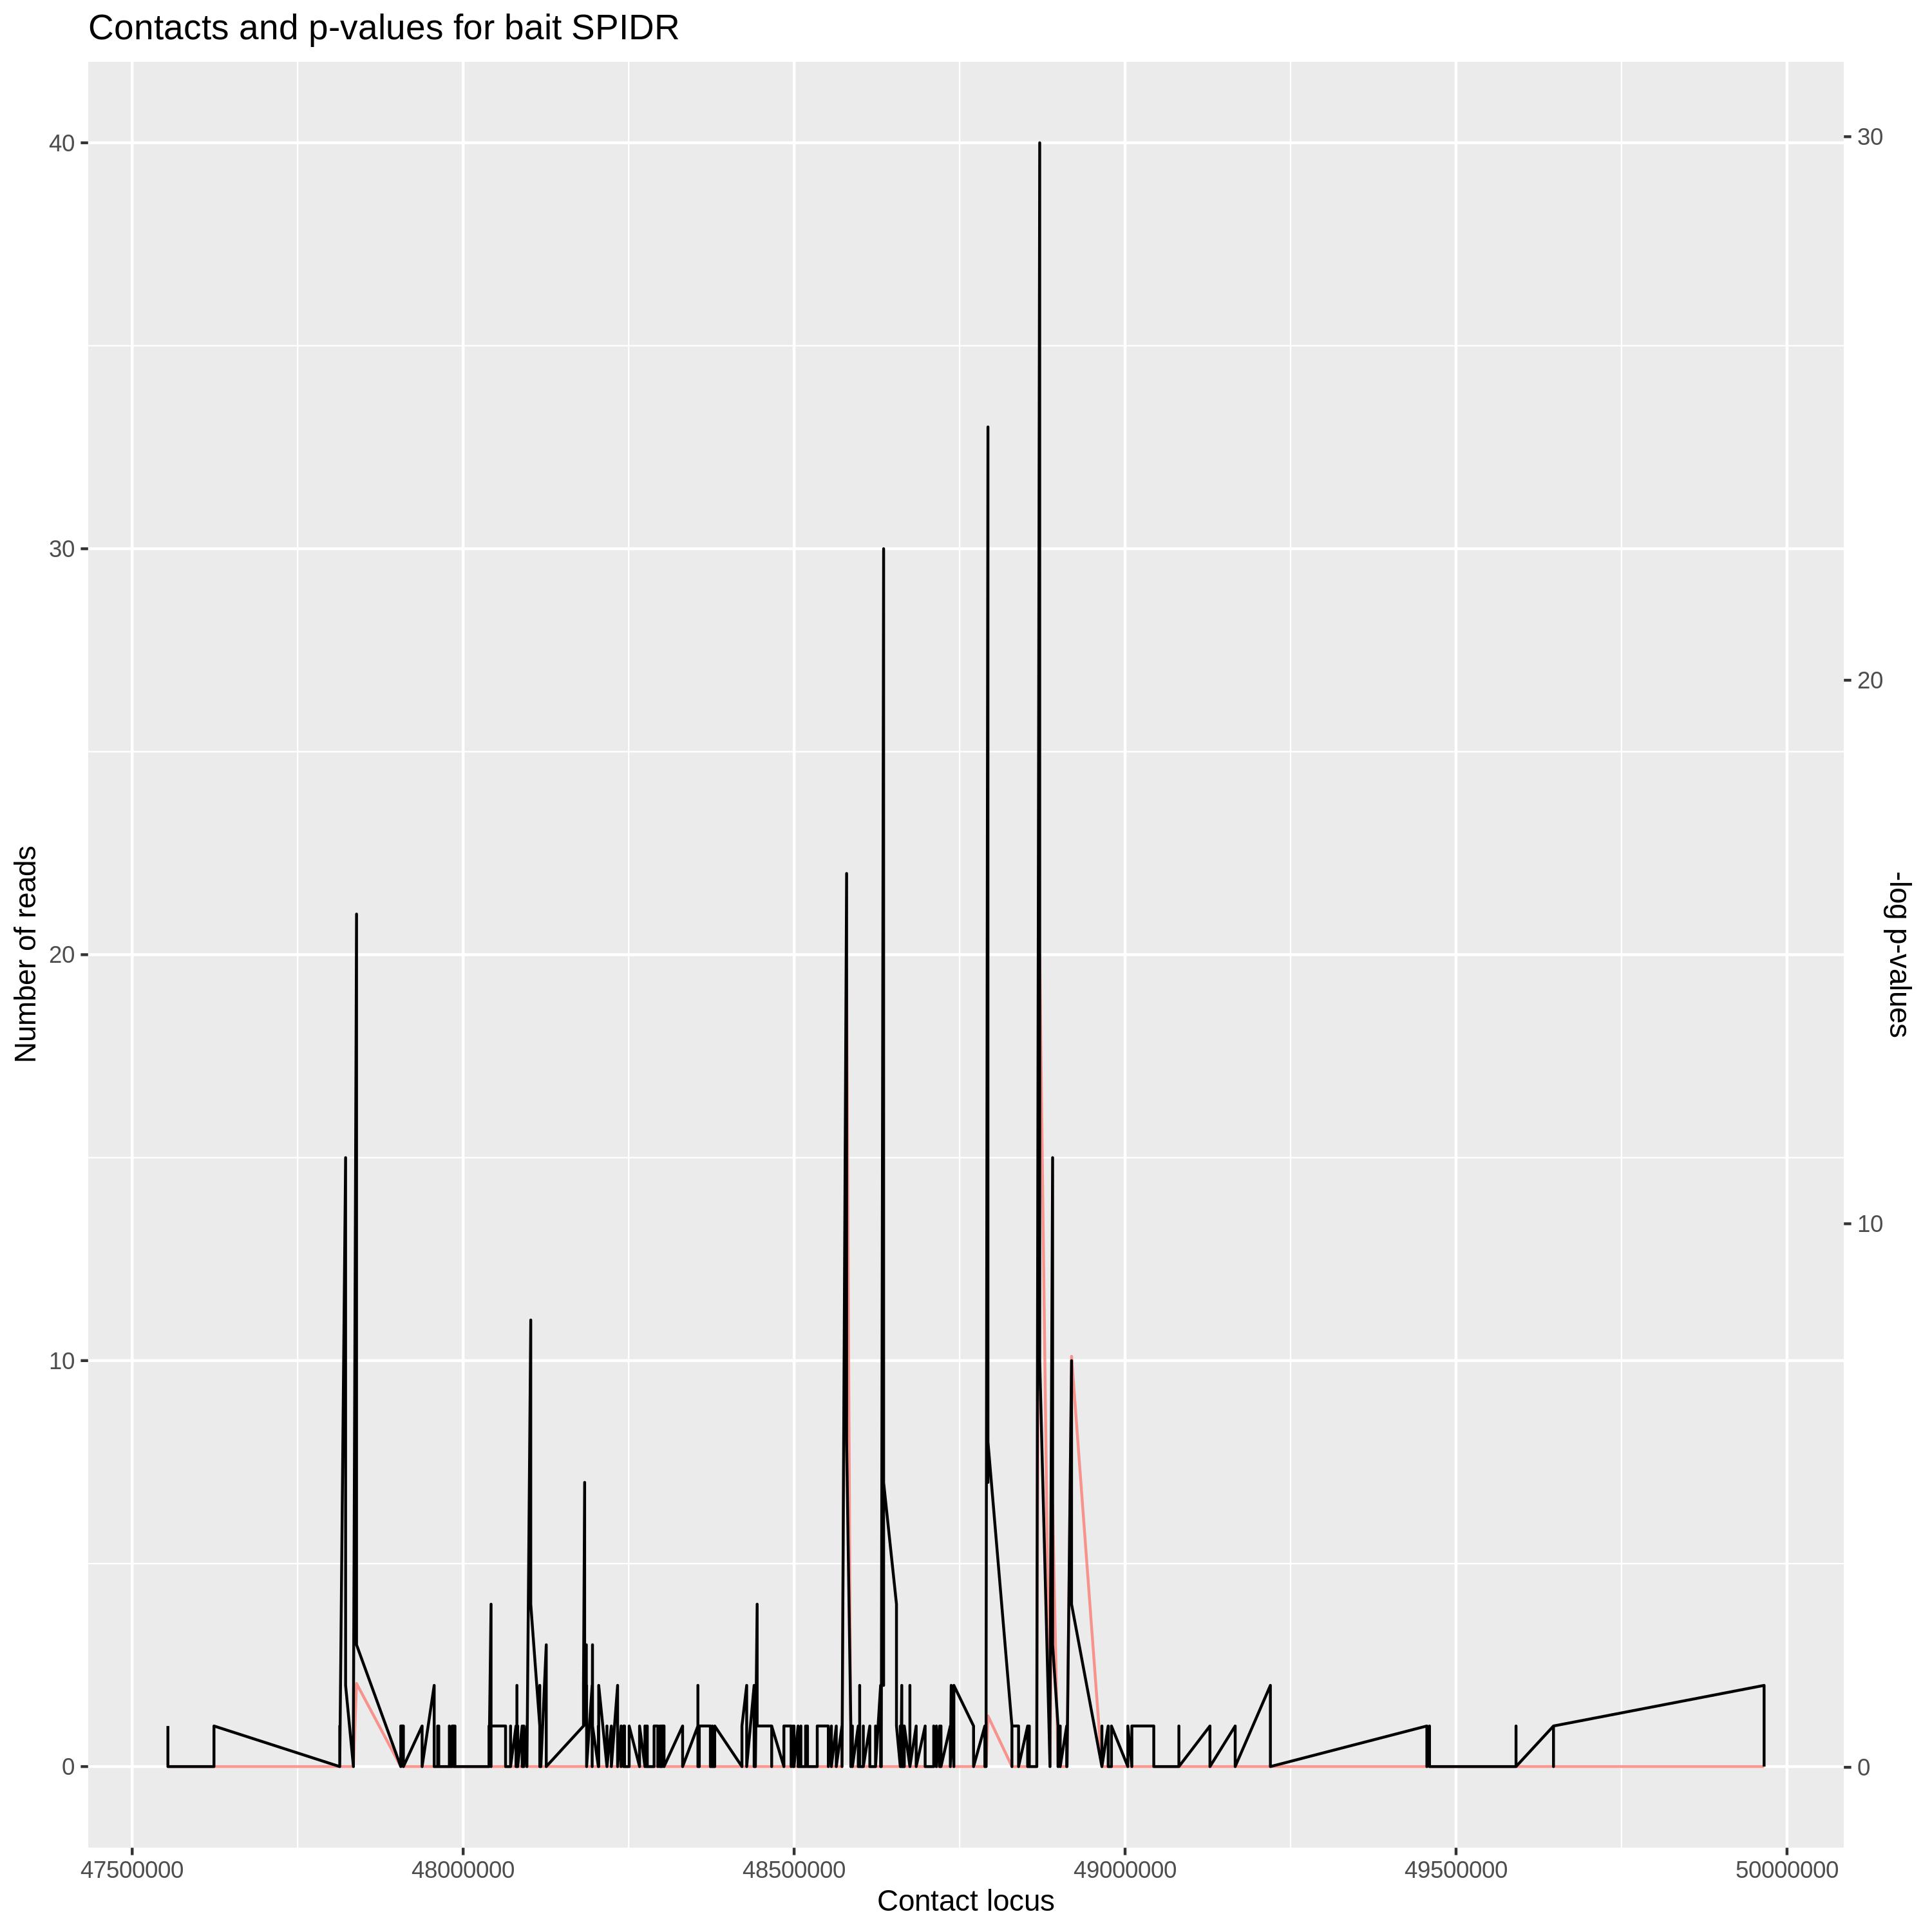 Contacts and p-values for bait SPIDR
40
30
20
10
0
Number of reads
30
20
10
0
-log p-values
47500000 48000000 48500000 49000000 49500000 50000000
Contact locus